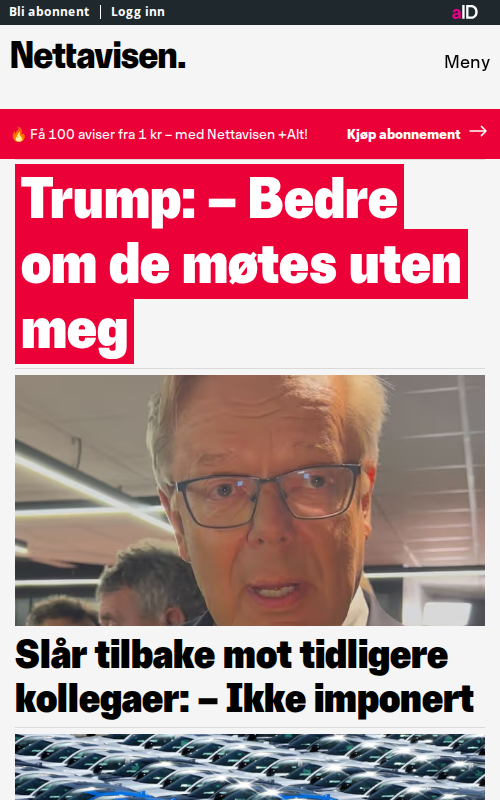 Bli abonnent | Logg inn
aID
Nettavisen.
Meny
🔥 Få 100 aviser fra 1 kr – med Nettavisen +Alt!
Kjøp abonnement →
Trump: – Bedre
om de møtes uten
meg
Slår tilbake mot tidligere
kollegaer: – Ikke imponert